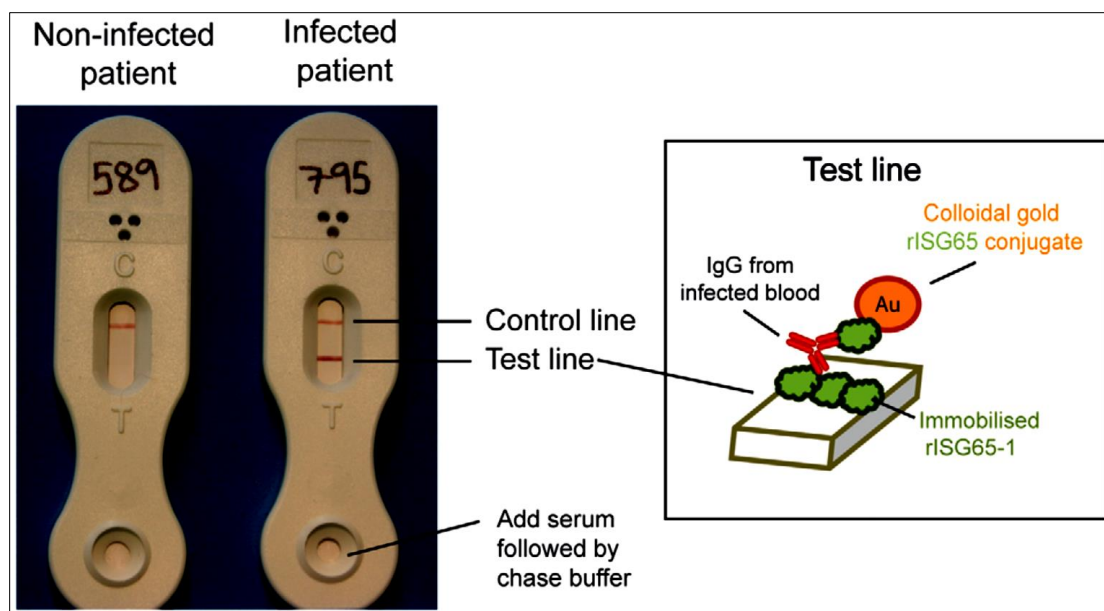 Non-infected
patient
Infected
patient
589
795
C
C
T
T
Control line
Test line
Add serum
followed by
chase buffer
Test line
Colloidal gold
rISG65 conjugate
IgG from
infected blood
Au
Immobilised
rISG65-1